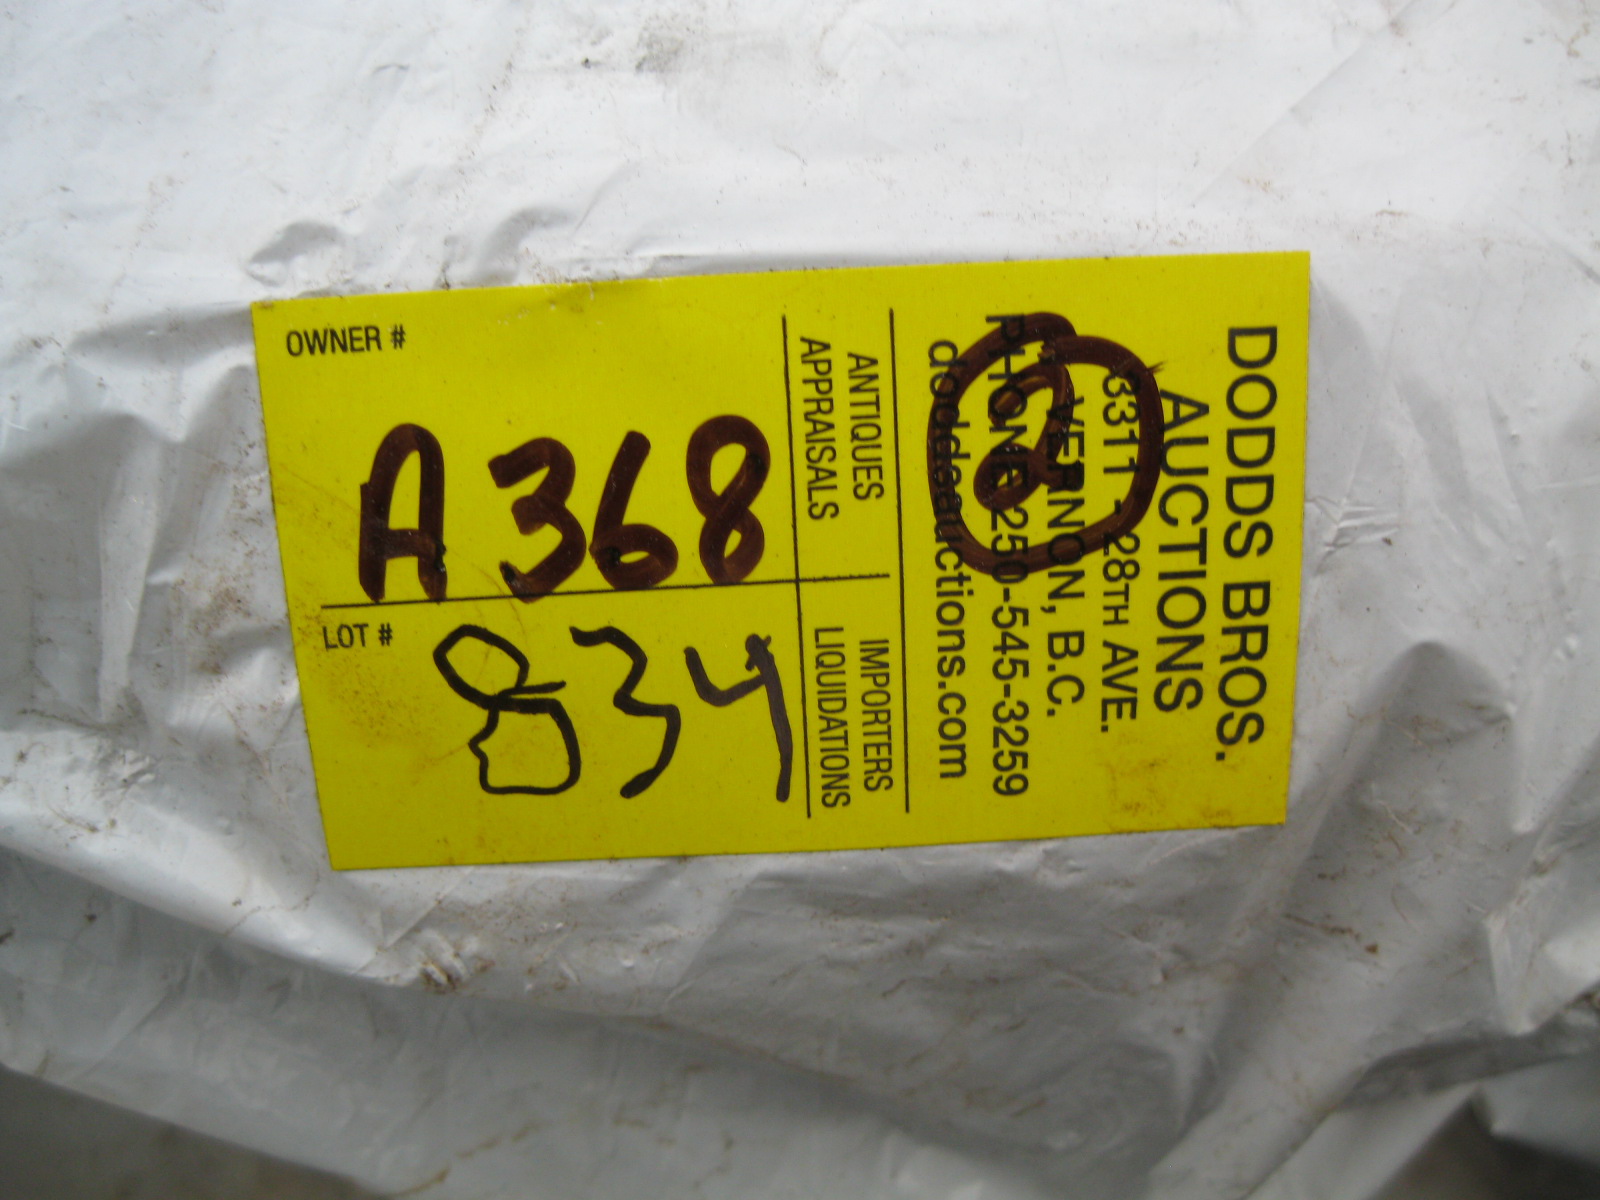 DODDS BROS.
AUCTIONS
3311 - 28TH AVE.
VERNON, B.C.
PHONE 250-545-3259
doddsauctions.com
8
ANTIQUES
APPRAISALS
IMPORTERS
LIQUIDATIONS
OWNER #
A368
LOT #
834